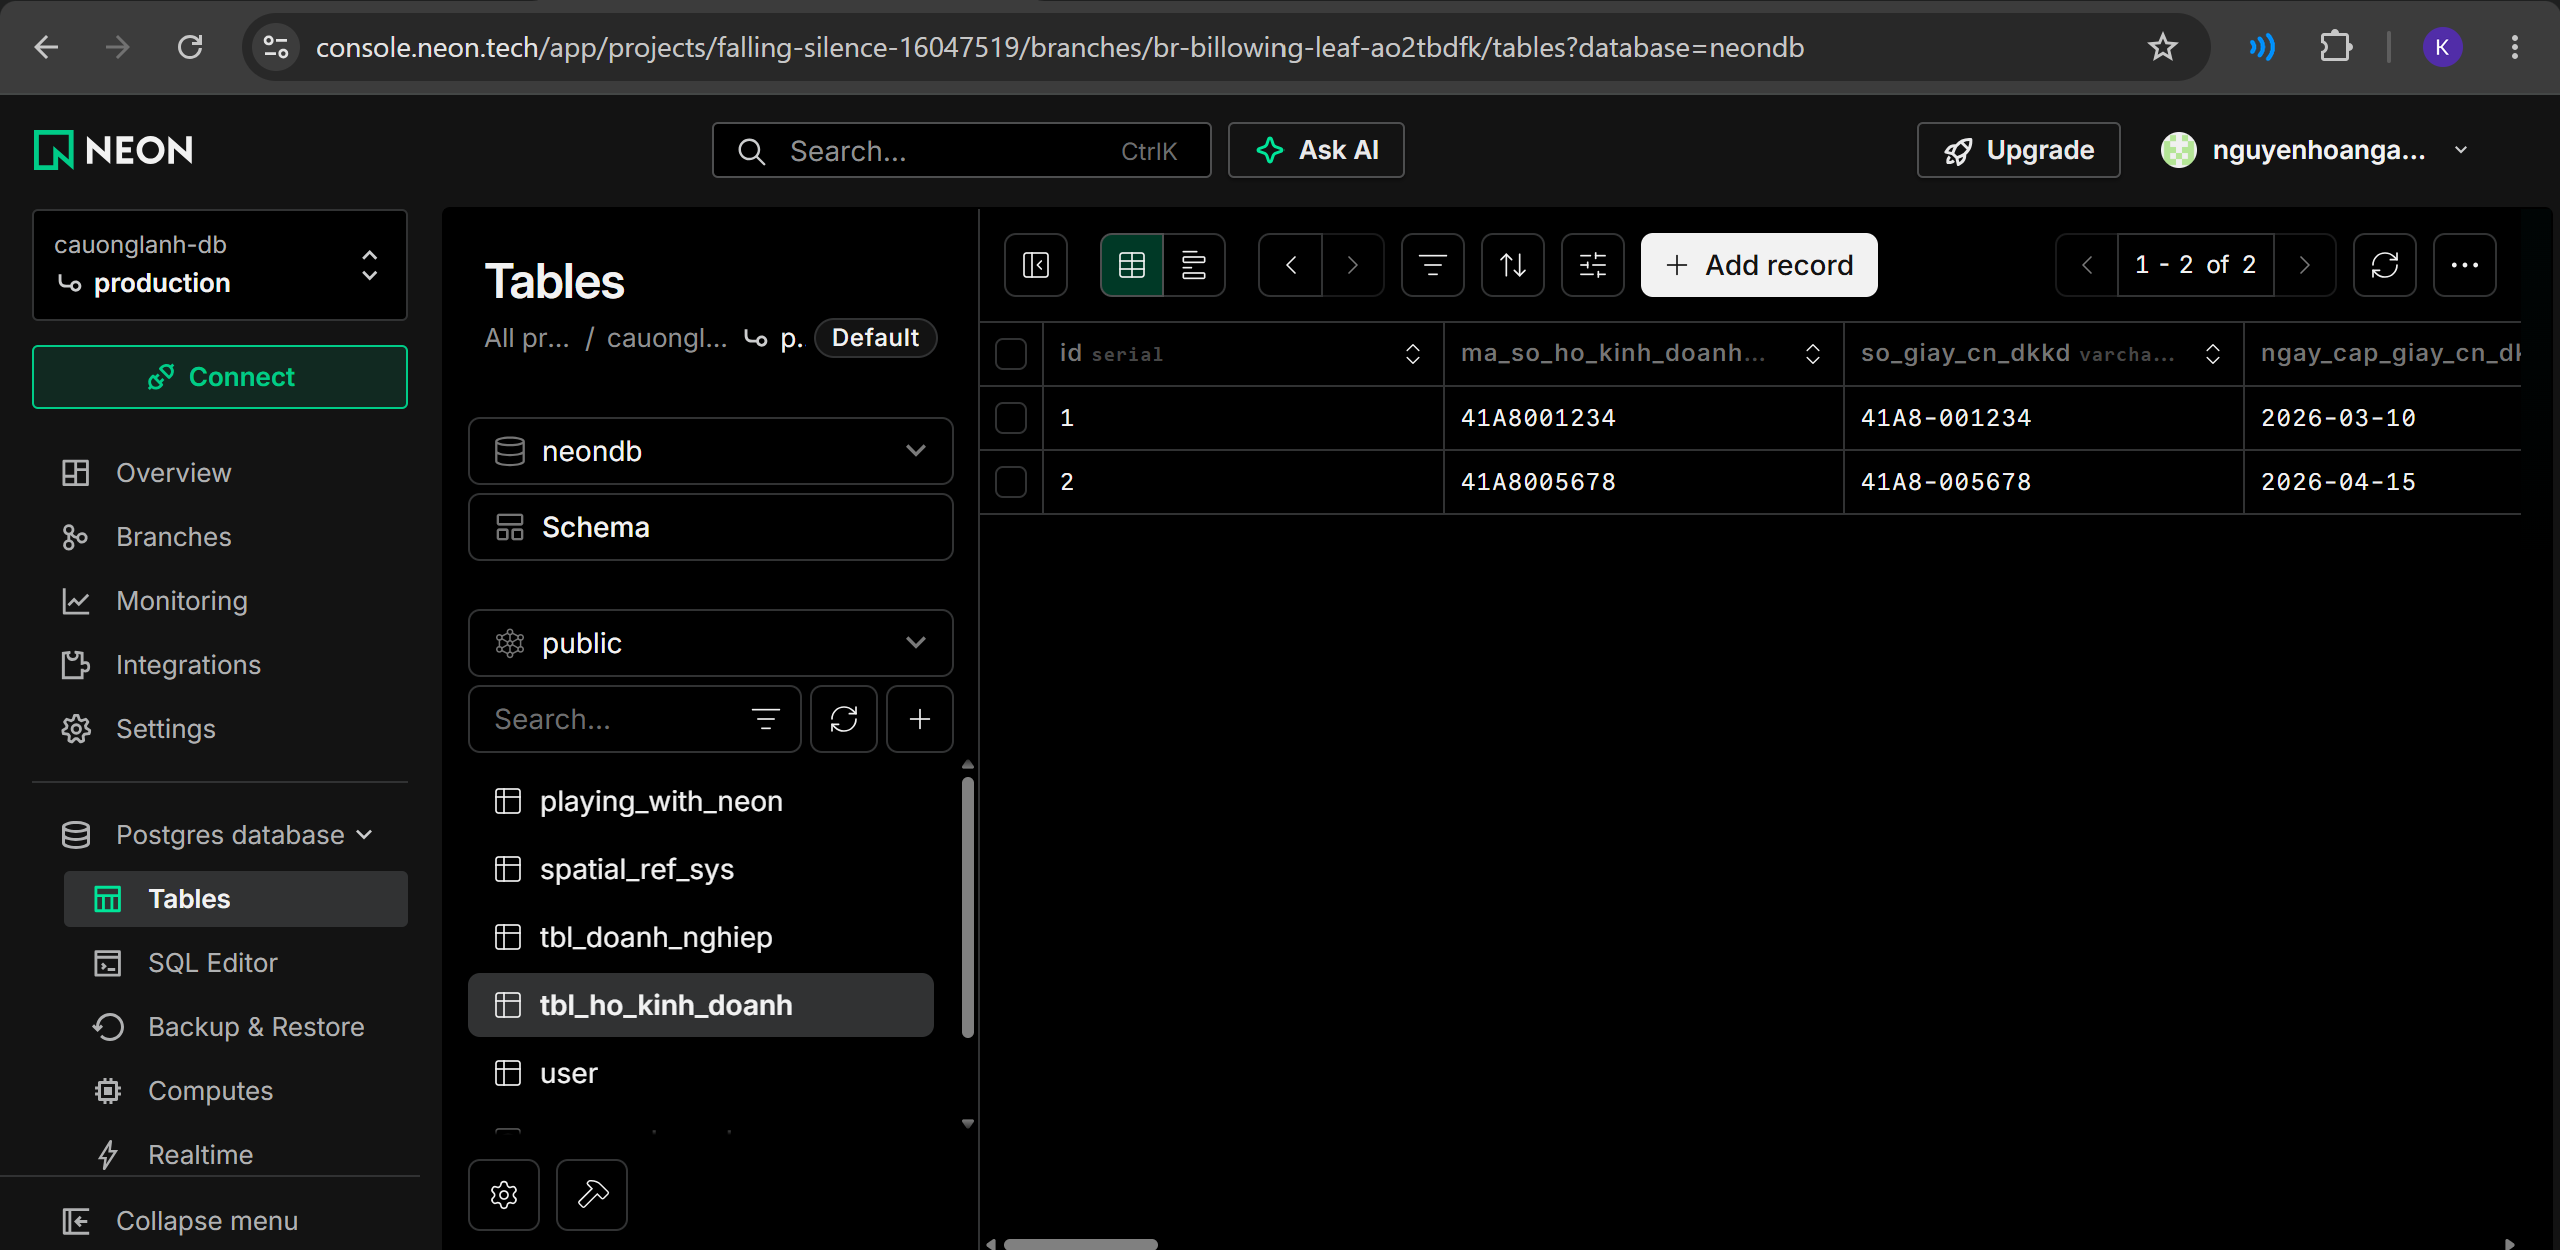 console.neon.tech/app/projects/falling-silence-16047519/branches/br-billowing-leaf-ao2tbdfk/tables?database=neondb
K
NEON
Search...
CtrlK
Ask AI
Upgrade
nguyenhoanga...
cauonglanh-db
production
Connect
Overview
Branches
Monitoring
Integrations
Settings
Postgres database
Tables
SQL Editor
Backup & Restore
Computes
Realtime
Collapse menu
Tables
All pr... / cauongl... p. Default
neondb
Schema
public
Search...
playing_with_neon
spatial_ref_sys
tbl_doanh_nghiep
tbl_ho_kinh_doanh
user
Add record
1 - 2 of 2
id serial ma_so_ho_kinh_doanh... so_giay_cn_dkkd varcha... ngay_cap_giay_cn_dk
1 41A8001234 41A8-001234 2026-03-10
2 41A8005678 41A8-005678 2026-04-15